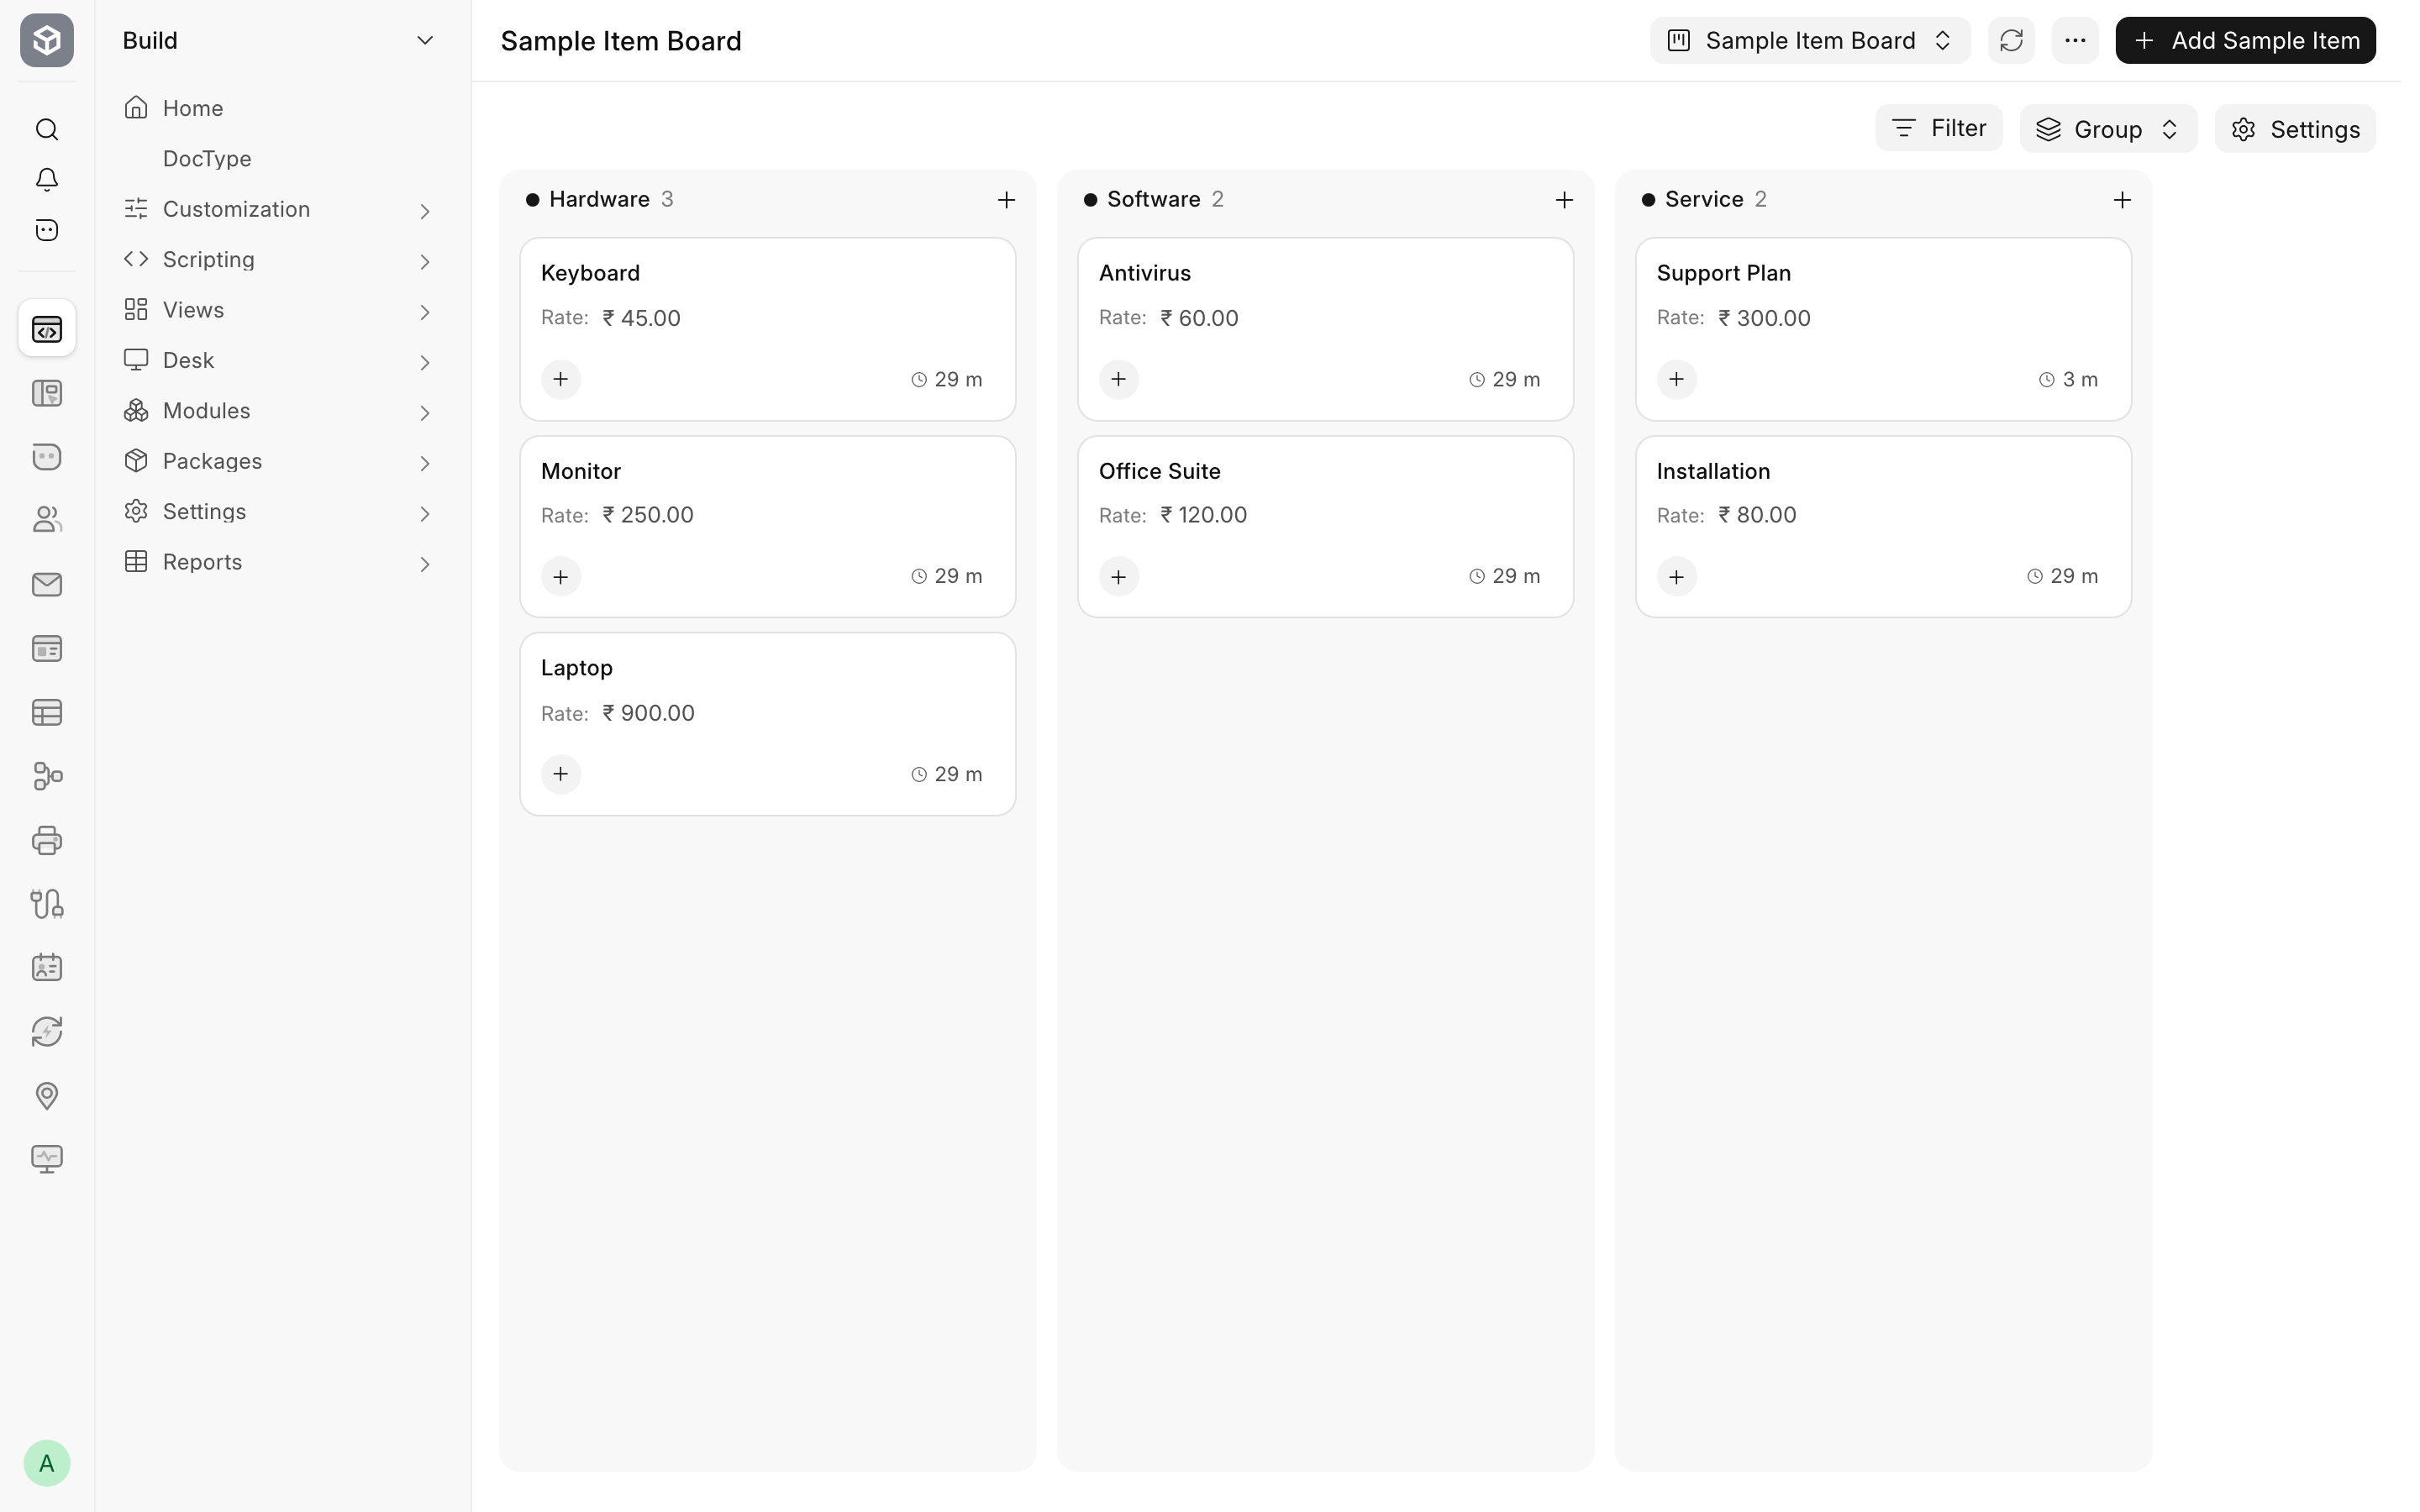 Build
Home
DocType
Customization
Scripting
Views
Desk
Modules
Packages
Settings
Reports
A
Sample Item Board
Sample Item Board
Add Sample Item
Filter
Group
Settings
Hardware 3
Keyboard
Rate: ₹ 45.00
29 m
Monitor
Rate: ₹ 250.00
29 m
Laptop
Rate: ₹ 900.00
29 m
Software 2
Antivirus
Rate: ₹ 60.00
29 m
Office Suite
Rate: ₹ 120.00
29 m
Service 2
Support Plan
Rate: ₹ 300.00
3 m
Installation
Rate: ₹ 80.00
29 m